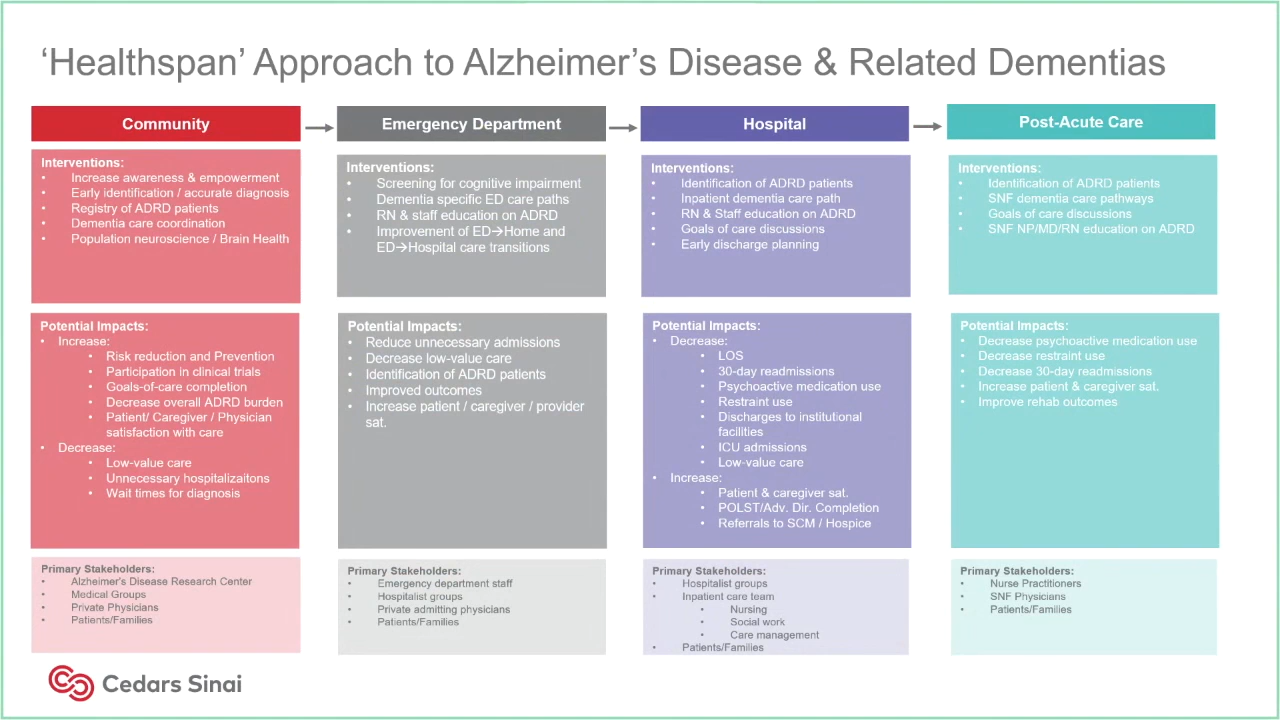 ‘Healthspan’ Approach to Alzheimer’s Disease & Related Dementias
Community
Interventions:
• Increase awareness & empowerment
• Early identification / accurate diagnosis
• Registry of ADRD patients
• Dementia care coordination
• Population neuroscience / Brain Health
Potential Impacts:
• Increase:
• Risk reduction and Prevention
• Participation in clinical trials
• Goals-of-care completion
• Decrease overall ADRD burden
• Patient/ Caregiver / Physician
satisfaction with care
• Decrease:
• Low-value care
• Unnecessary hospitalizaitons
• Wait times for diagnosis
Primary Stakeholders:
• Alzheimer's Disease Research Center
• Medical Groups
• Private Physicians
• Patients/Families
Emergency Department
Interventions:
• Screening for cognitive impairment
• Dementia specific ED care paths
• RN & staff education on ADRD
• Improvement of ED→Home and
ED→Hospital care transitions
Potential Impacts:
• Reduce unnecessary admissions
• Decrease low-value care
• Identification of ADRD patients
• Improved outcomes
• Increase patient / caregiver / provider
sat.
Primary Stakeholders:
• Emergency department staff
• Hospitalist groups
• Private admitting physicians
• Patients/Families
Hospital
Interventions:
• Identification of ADRD patients
• Inpatient dementia care path
• RN & Staff education on ADRD
• Goals of care discussions
• Early discharge planning
Potential Impacts:
• Decrease:
• LOS
• 30-day readmissions
• Psychoactive medication use
• Restraint use
• Discharges to institutional
facilities
• ICU admissions
• Low-value care
• Increase:
• Patient & caregiver sat.
• POLST/Adv. Dir. Completion
• Referrals to SCM / Hospice
Primary Stakeholders:
• Hospitalist groups
• Inpatient care team
• Nursing
• Social work
• Care management
• Patients/Families
Post-Acute Care
Interventions:
• Identification of ADRD patients
• SNF dementia care pathways
• Goals of care discussions
• SNF NP/MD/RN education on ADRD
Potential Impacts:
• Decrease psychoactive medication use
• Decrease restraint use
• Decrease 30-day readmissions
• Increase patient & caregiver sat.
• Improve rehab outcomes
Primary Stakeholders:
• Nurse Practitioners
• SNF Physicians
• Patients/Families
Cedars Sinai